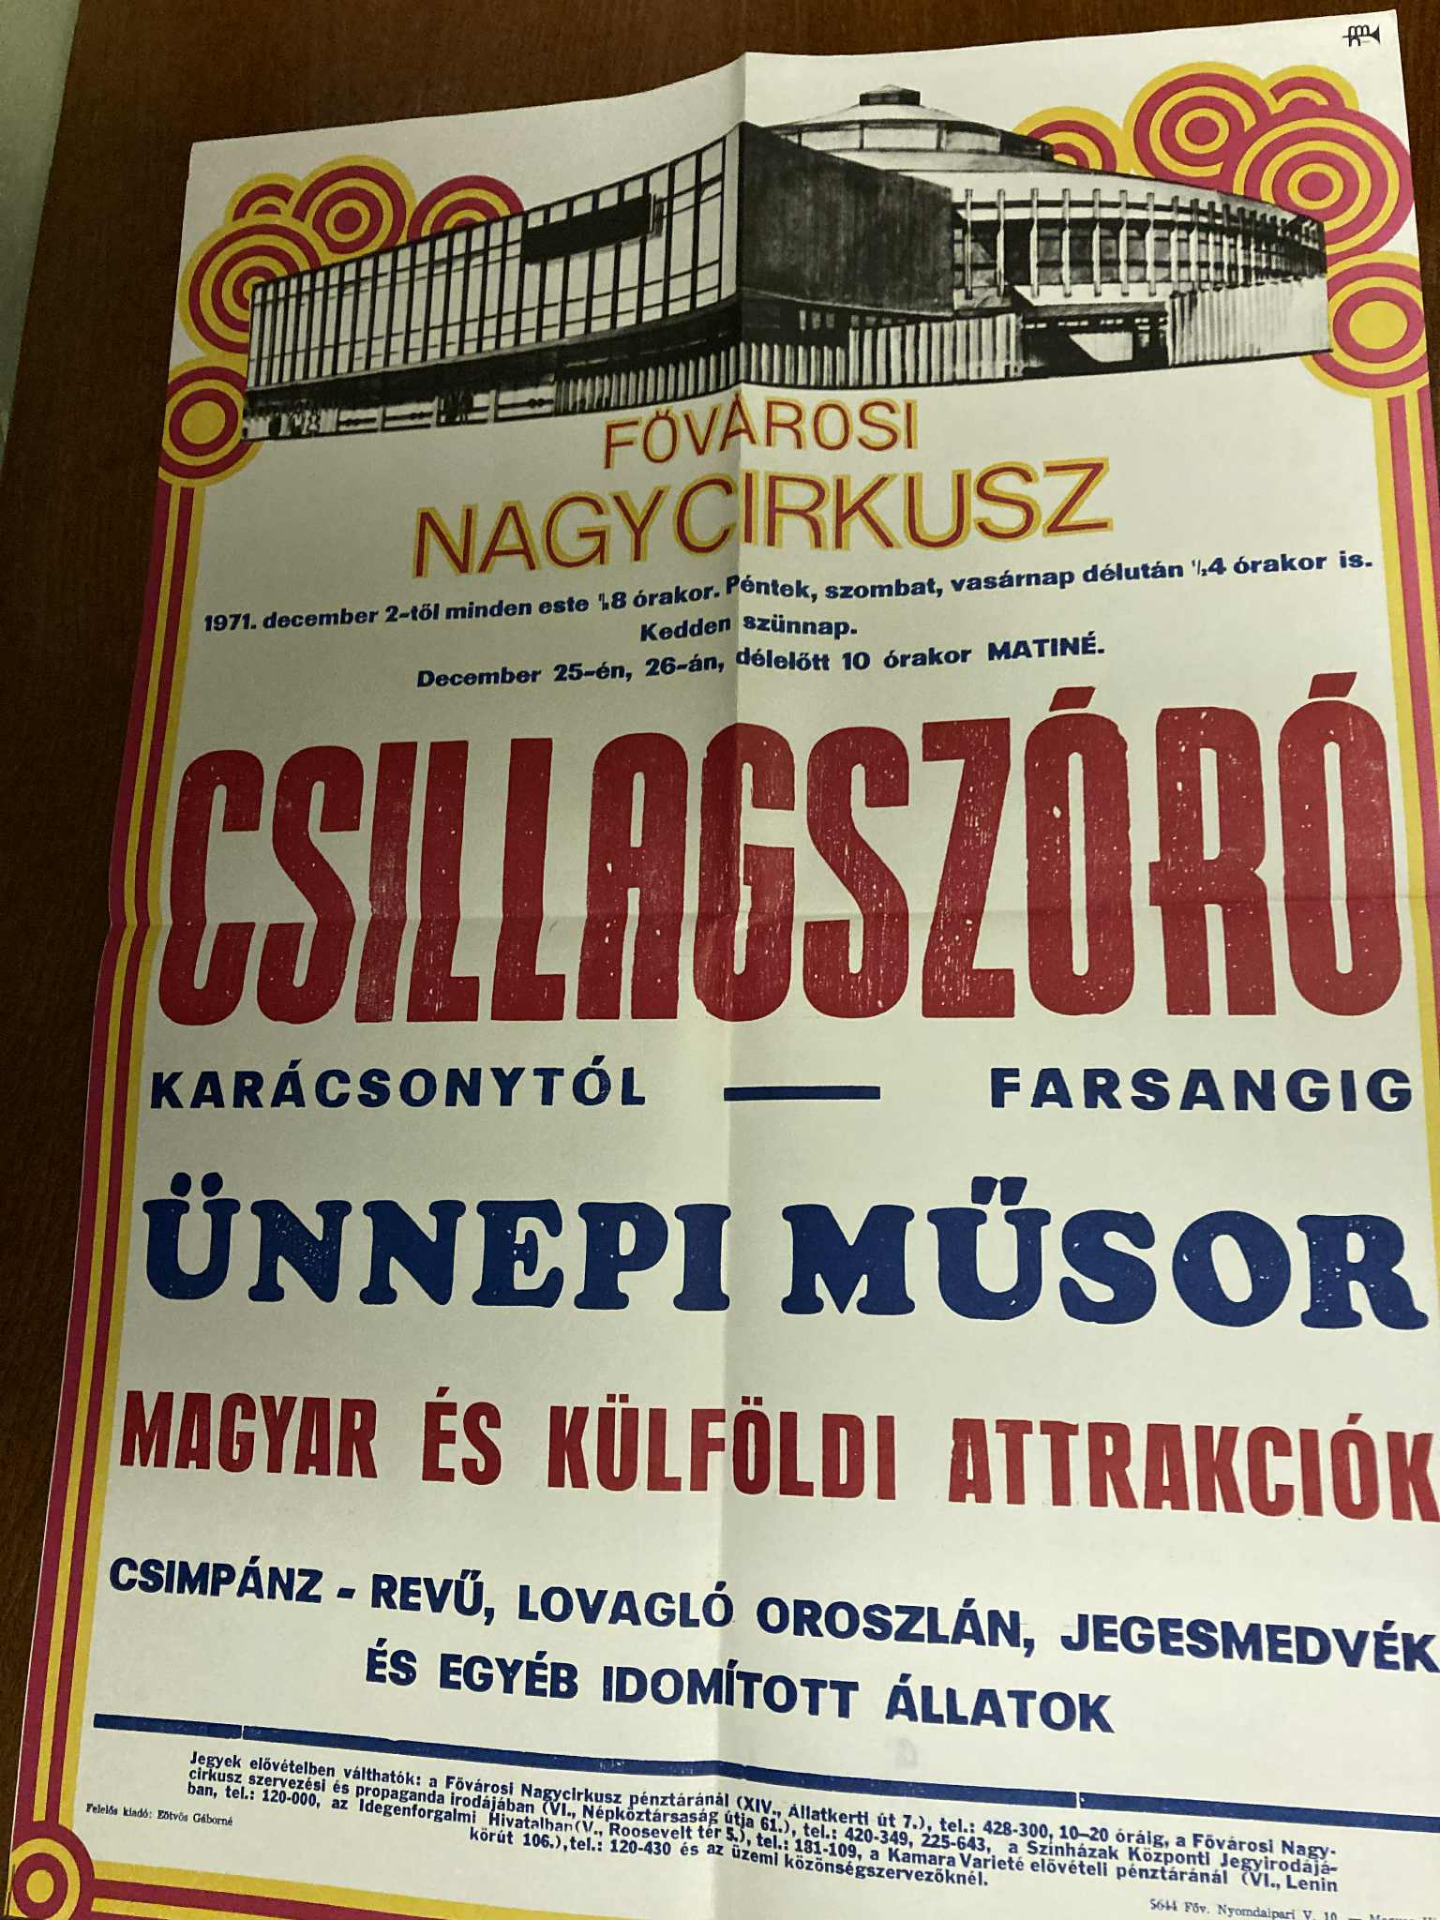 FŐVÁROSI
NAGYCIRKUSZ
1971. december 2-től minden este ½8 órakor. Péntek, szombat, vasárnap délután ½4 órakor is.
Kedden szünnap.
December 25-én, 26-án, délelőtt 10 órakor MATINÉ.
CSILLAGSZÓRÓ
KARÁCSONYTÓL — FARSANGIG
ÜNNEPI MŰSOR
MAGYAR ÉS KÜLFÖLDI ATTRAKCIÓK
CSIMPÁNZ - REVŰ, LOVAGLÓ OROSZLÁN, JEGESMEDVÉK
ÉS EGYÉB IDOMÍTOTT ÁLLATOK
Jegyek elővételben válthatók: a Fővárosi Nagycirkusz pénztáránál (XIV., Állatkerti út 7.), tel.: 428-300, 10–20 óráig, a Fővárosi Nagy-
cirkusz szervezési és propaganda irodájában (VI., Népköztársaság útja 61.), tel.: 420-349, 225-643, a Színházak Központi Jegyirodájá-
ban, tel.: 120-000, az Idegenforgalmi Hivatalban (V., Roosevelt tér 5.), tel.: 181-109, a Kamara Varieté elővételi pénztáránál (VI., Lenin
körút 106.), tel.: 120-430 és az üzemi közönségszervezőknél.
Felelős kiadó: Eötvös Gáborné
5644 Főv. Nyomdaipari V. 10. —